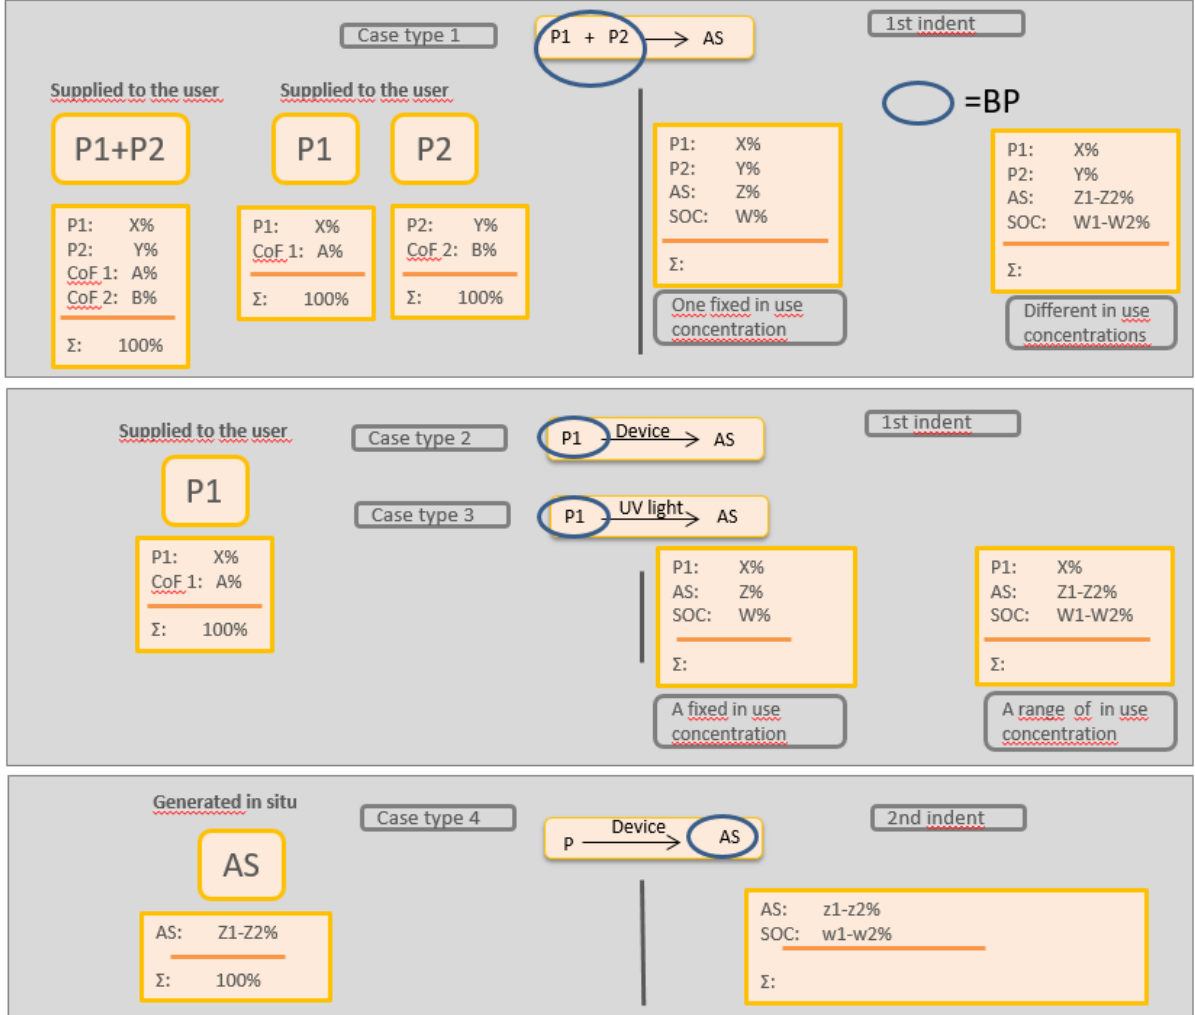 Case type 1
P1 + P2 → AS
1st indent
=BP
Supplied to the user
Supplied to the user
P1+P2
P1
P2
P1: X%
P2: Y%
CoF 1: A%
CoF 2: B%
Σ: 100%
P1: X%
CoF 1: A%
Σ: 100%
P2: Y%
CoF 2: B%
Σ: 100%
P1: X%
P2: Y%
AS: Z%
SOC: W%
Σ:
One fixed in use
concentration
P1: X%
P2: Y%
AS: Z1-Z2%
SOC: W1-W2%
Σ:
Different in use
concentrations
Supplied to the user
Case type 2
P1 Device → AS
1st indent
P1
Case type 3
P1 UV light → AS
P1: X%
CoF 1: A%
Σ: 100%
P1: X%
AS: Z%
SOC: W%
Σ:
A fixed in use
concentration
P1: X%
AS: Z1-Z2%
SOC: W1-W2%
Σ:
A range of in use
concentration
Generated in situ
Case type 4
P Device → AS
2nd indent
AS
AS: Z1-Z2%
Σ: 100%
AS: z1-z2%
SOC: w1-w2%
Σ: